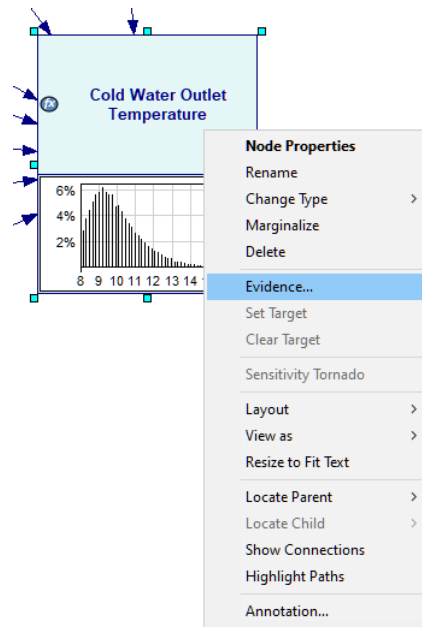 fx
Cold Water Outlet
Temperature
6%
4%
2%
8 9 10 11 12 13 14
Node Properties
Rename
Change Type
Marginalize
Delete
Evidence...
Set Target
Clear Target
Sensitivity Tornado
Layout
View as
Resize to Fit Text
Locate Parent
Locate Child
Show Connections
Highlight Paths
Annotation...